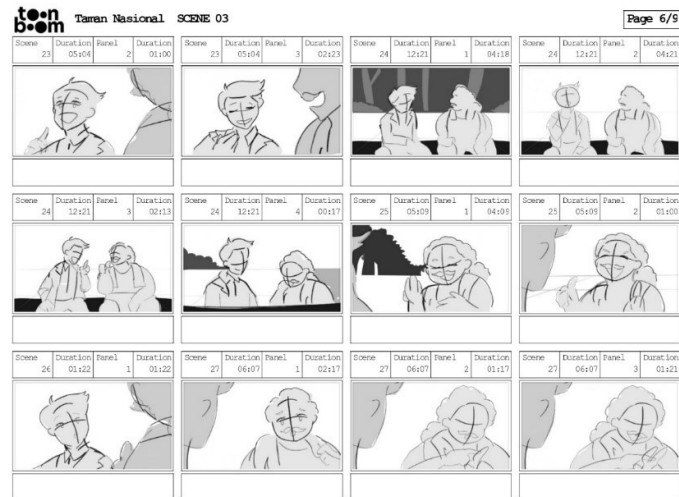 toon
boom
Taman Nasional SCENE 03
Page 6/9
Scene Duration Panel Duration
23 05:04 2 01:00
Scene Duration Panel Duration
23 05:04 3 02:23
Scene Duration Panel Duration
24 12:21 1 04:18
Scene Duration Panel Duration
24 12:21 2 04:21
Scene Duration Panel Duration
24 12:21 3 02:13
Scene Duration Panel Duration
24 12:21 4 00:17
Scene Duration Panel Duration
25 05:09 1 04:09
Scene Duration Panel Duration
25 05:09 2 01:00
Scene Duration Panel Duration
26 01:22 1 01:22
Scene Duration Panel Duration
27 06:07 1 02:17
Scene Duration Panel Duration
27 06:07 2 01:17
Scene Duration Panel Duration
27 06:07 3 01:21